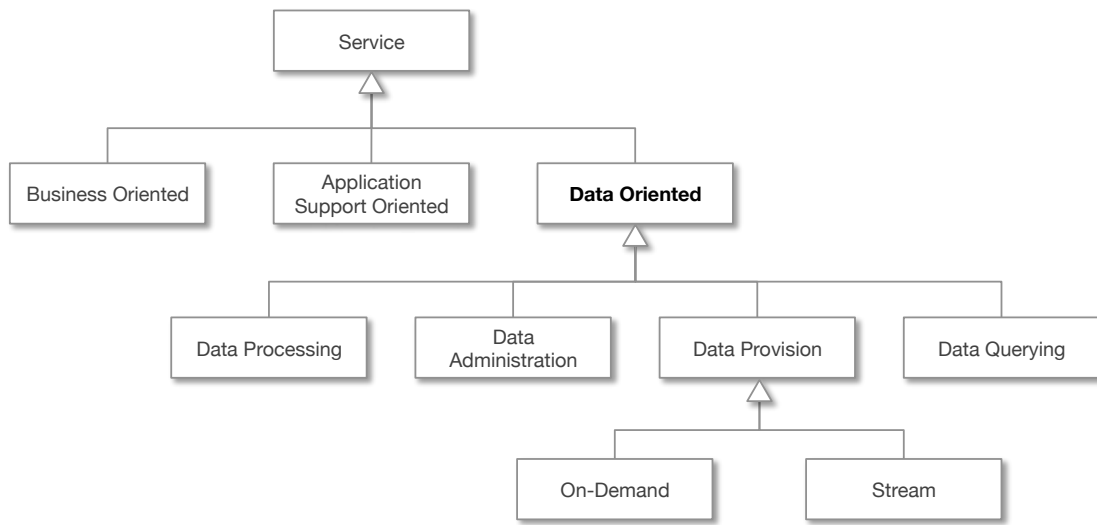 Service
Business Oriented
Application
Support Oriented
Data Oriented
Data Processing
Data
Administration
Data Provision
Data Querying
On-Demand
Stream